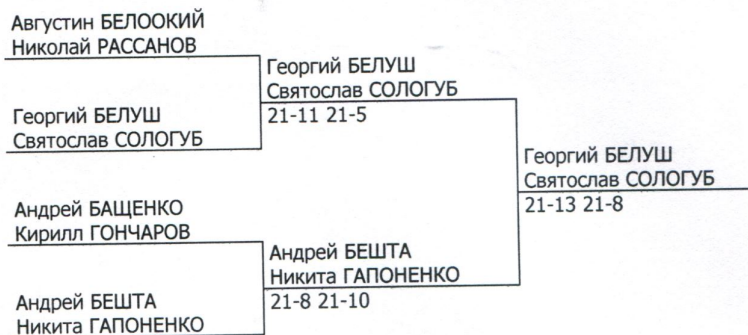 Августин БЕЛООКИЙ
Николай РАССАНОВ
Георгий БЕЛУШ
Святослав СОЛОГУБ
21-11 21-5
Георгий БЕЛУШ
Святослав СОЛОГУБ
Георгий БЕЛУШ
Святослав СОЛОГУБ
21-13 21-8
Андрей БАЩЕНКО
Кирилл ГОНЧАРОВ
Андрей БЕШТА
Никита ГАПОНЕНКО
21-8 21-10
Андрей БЕШТА
Никита ГАПОНЕНКО